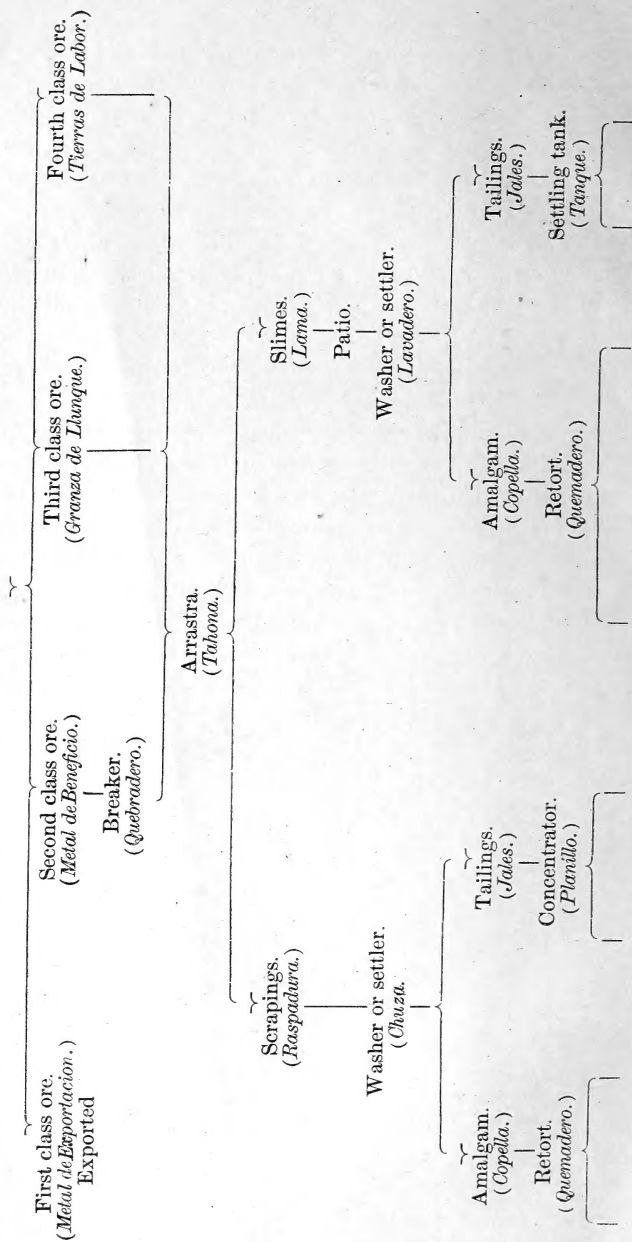 First class ore.
(Metal de Exportacion.)
Exported
Second class ore.
(Metal de Beneficio.)
Breaker.
(Quebradero.)
Third class ore.
(Granza de Llunque.)
Fourth class ore.
(Tierras de Labor.)
Arrastra.
(Tahona.)
Scrapings.
(Raspadura.)
Washer or settler.
(Chuza.
Amalgam.
(Copella.)
Retort.
(Quemadero.)
Tailings.
(Jales.)
Concentrator.
(Planillo.)
Slimes.
(Lama.)
Patio.
Washer or settler.
(Lavadero.)
Amalgam.
(Copella.)
Retort.
(Quemadero.)
Tailings.
(Jales.)
Settling tank.
(Tanque.)